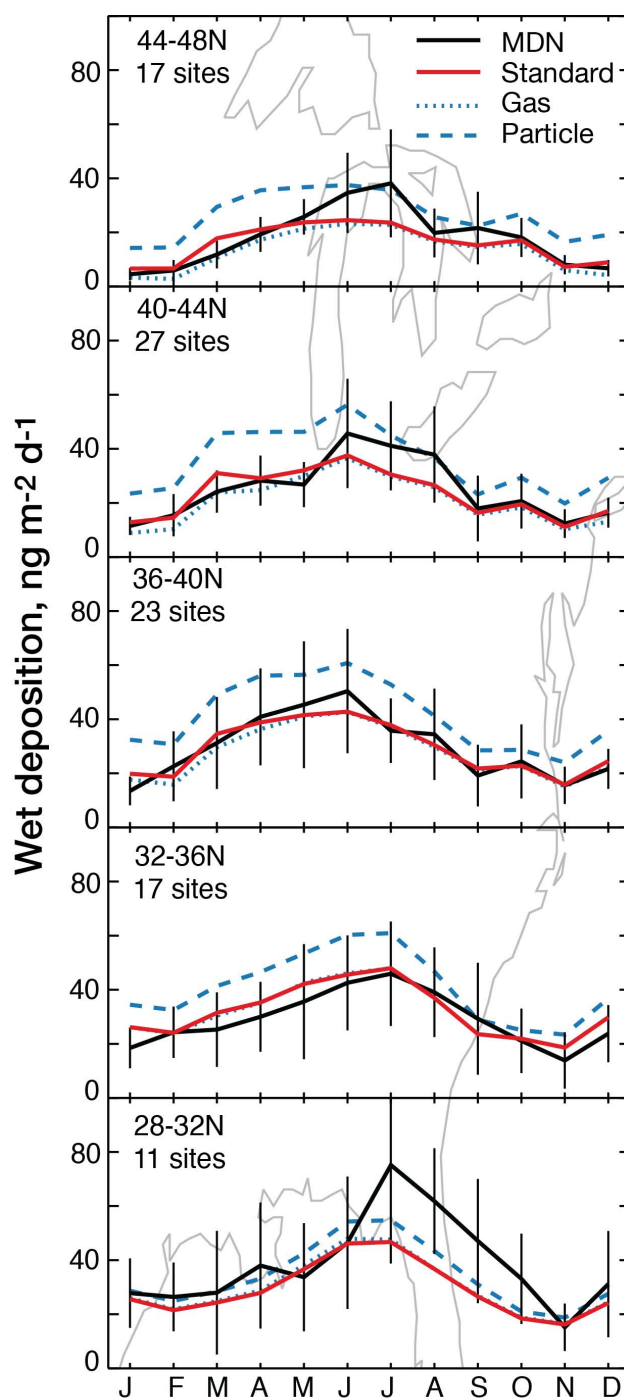 44-48N
17 sites
MDN
Standard
Gas
Particle
80
40
0
40-44N
27 sites
80
40
0
36-40N
23 sites
80
40
0
32-36N
17 sites
80
40
0
28-32N
11 sites
80
40
0
Wet deposition, ng m-2 d-1
J F M A M J J A S O N D